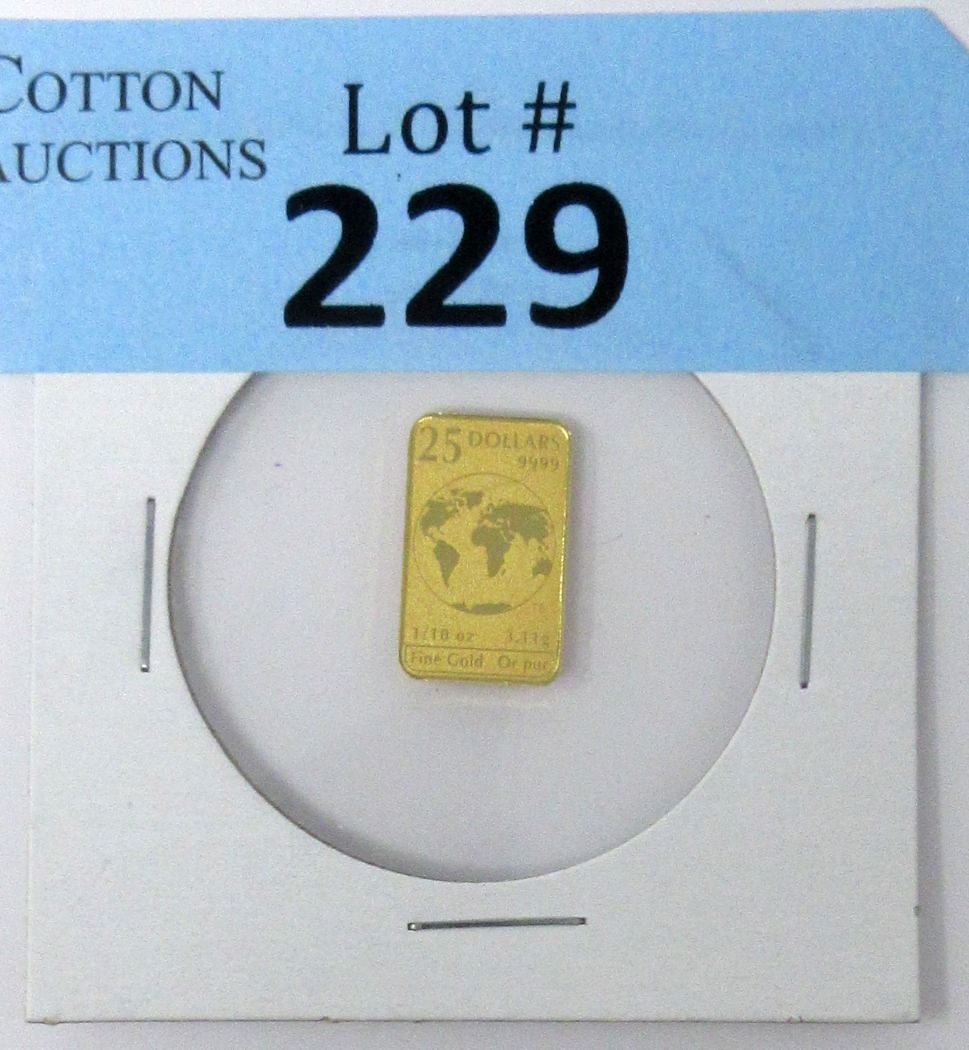 COTTON
AUCTIONS
Lot #
229
25 DOLLARS
9999
1/10 oz 3.11g
Fine Gold Or pur